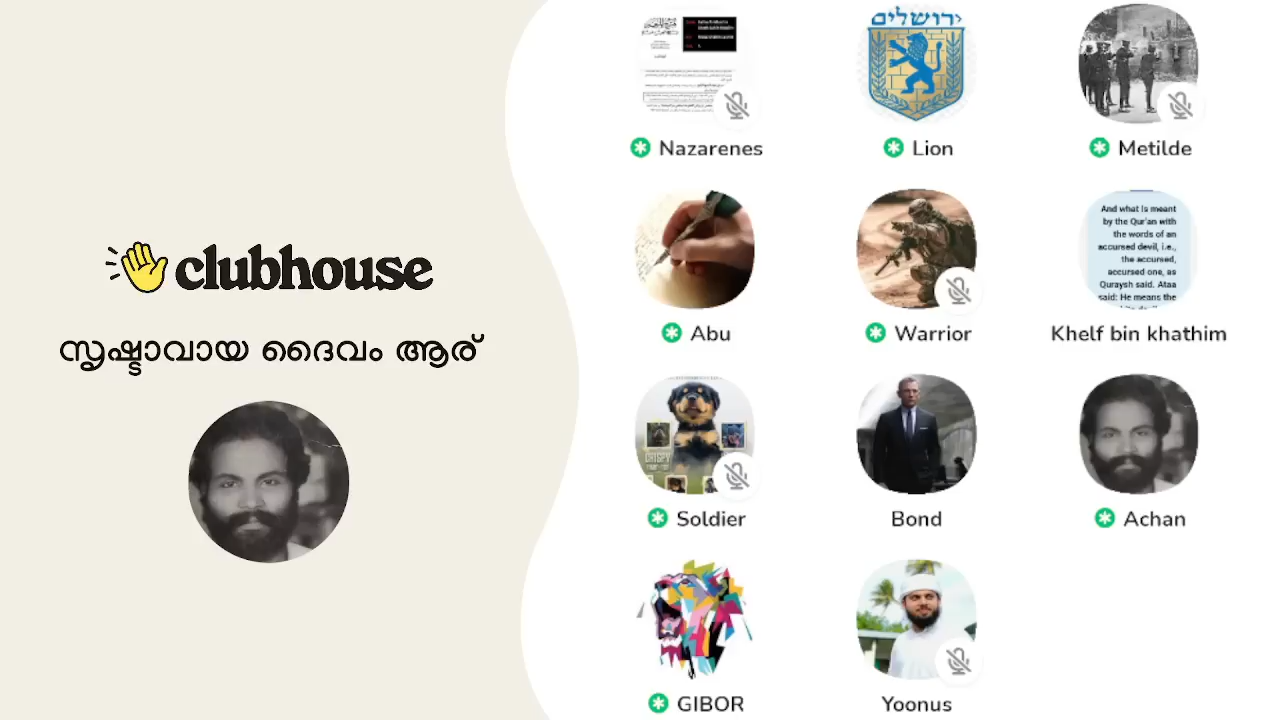 clubhouse
സൃഷ്ടാവായ ദൈവം ആര്
ירושלים
Nazarenes
Lion
Metilde
And what is meant
by the Qur'an with
the words of an
accursed devil, i.e.,
the accursed,
accursed one, as
Quraysh said. Ataa
said: He means the
Abu
Warrior
Khelf bin khathim
Soldier
Bond
Achan
GIBOR
Yoonus